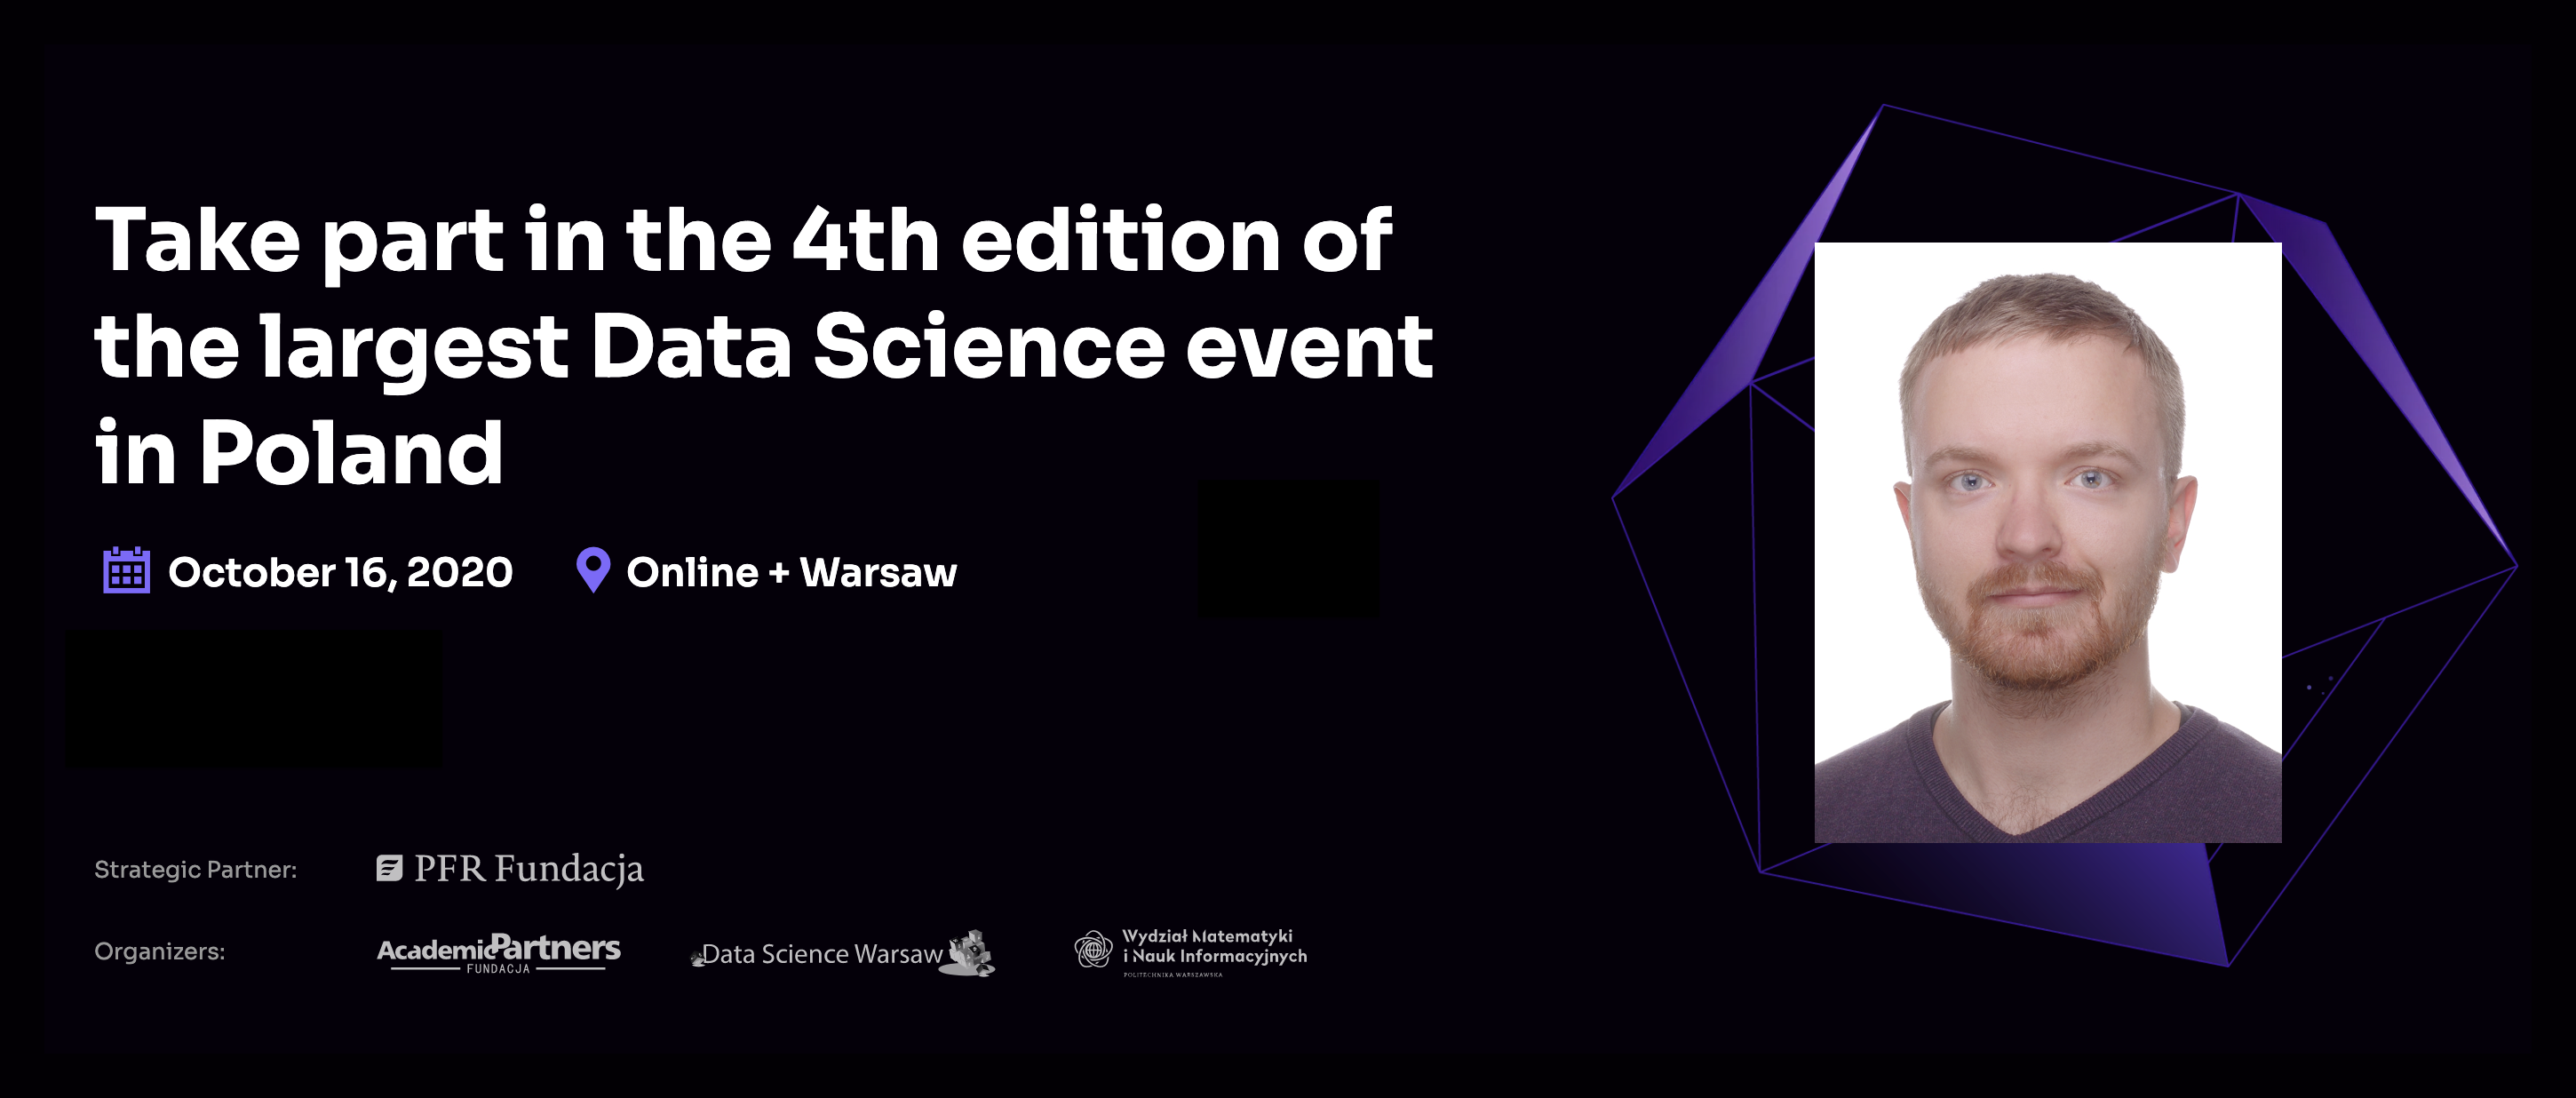 Take part in the 4th edition of
the largest Data Science event
in Poland
October 16, 2020
Online + Warsaw
Strategic Partner:
PFR Fundacja
Organizers:
AcademicPartners
FUNDACJA
Data Science Warsaw
Wydział Matematyki
i Nauk Informacyjnych
POLITECHNIKA WARSZAWSKA